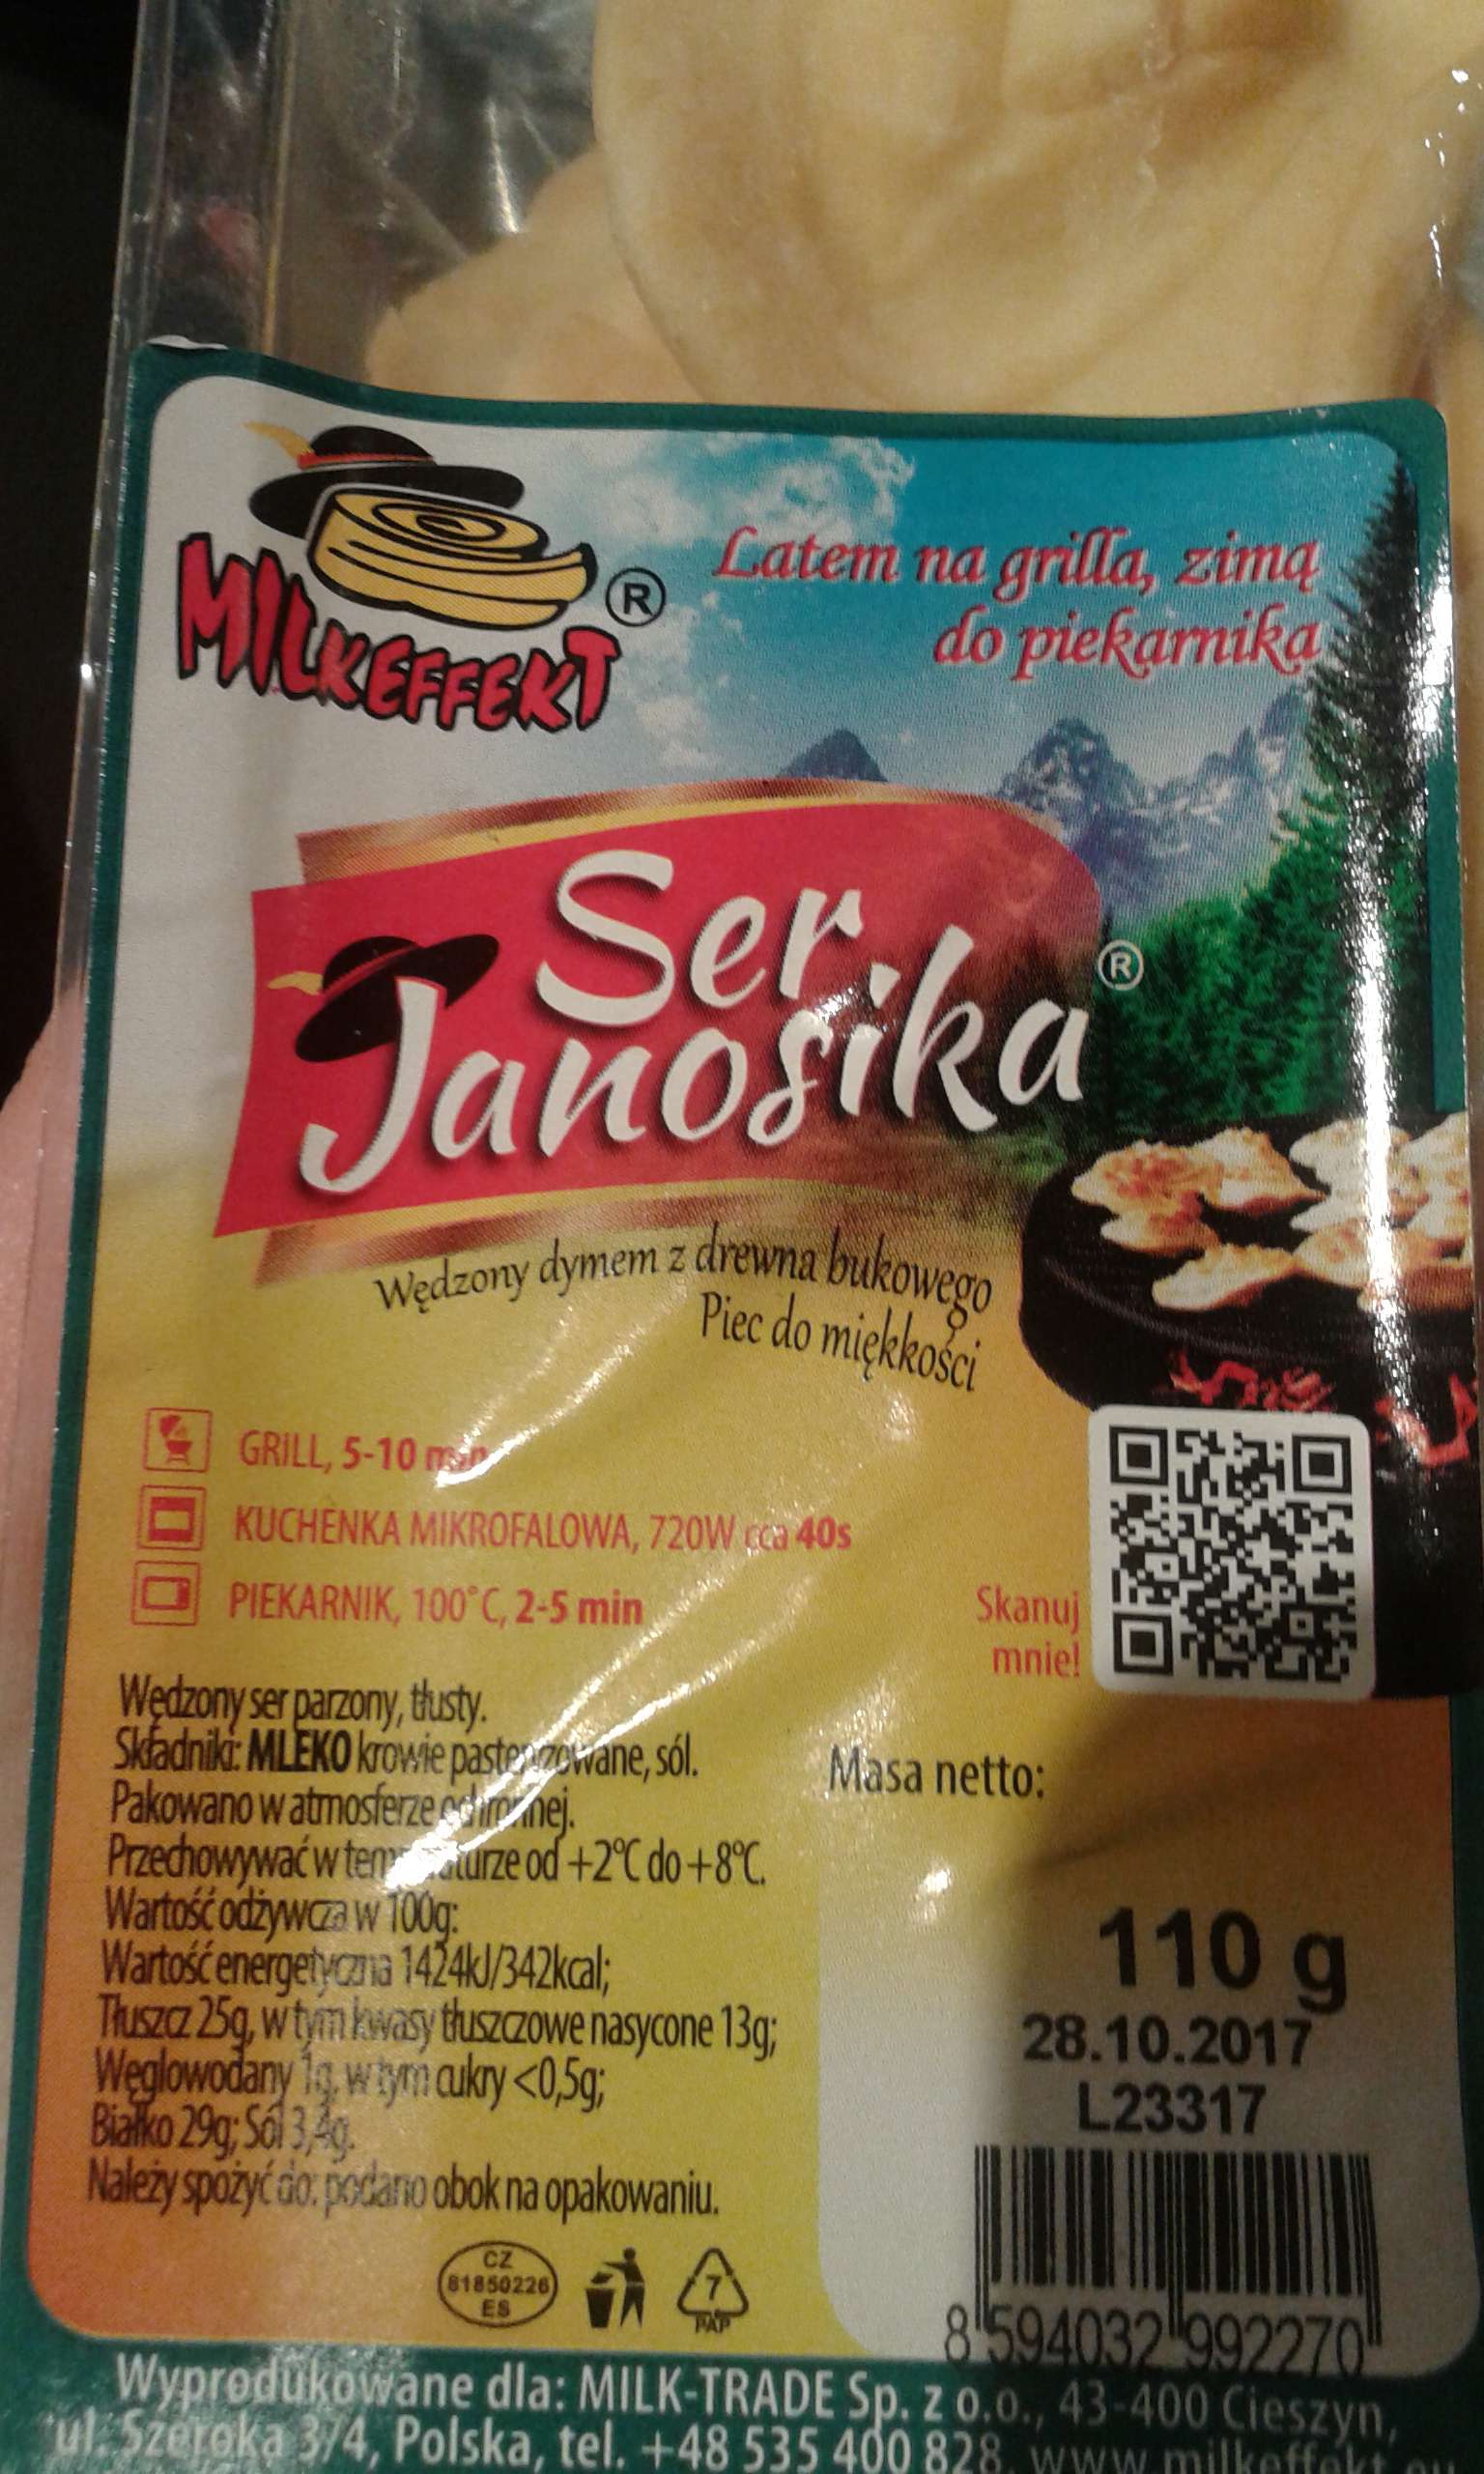 MILKEFFEKT®
Latem na grilla, zimą
do piekarnika
Ser
Janosika®
Wędzony dymem z drewna bukowego
Piec do miękkości
GRILL, 5-10 min
KUCHENKA MIKROFALOWA, 720W cca 40s
PIEKARNIK, 100°C, 2-5 min
Skanuj
mnie!
Wędzony ser parzony, tłusty.
Składniki: MLEKO krowie pasteryzowane, sól.
Pakowano w atmosferze ochronnej.
Przechowywać w temperaturze od +2°C do +8°C.
Wartość odżywcza w 100g:
Wartość energetyczna 1424kJ/342kcal;
Tłuszcz 25g, w tym kwasy tłuszczowe nasycone 13g;
Węglowodany 1g, w tym cukry <0,5g;
Białko 29g; Sól 3,4g.
Należy spożyć do: podano obok na opakowaniu.
Masa netto:
110 g
28.10.2017
L23317
CZ
81850226
ES
7
PAP
8 594032 992270
Wyprodukowane dla: MILK-TRADE Sp. z o.o., 43-400 Cieszyn,
ul. Szeroka 3/4, Polska, tel. +48 535 400 828, www.milkeffekt.eu